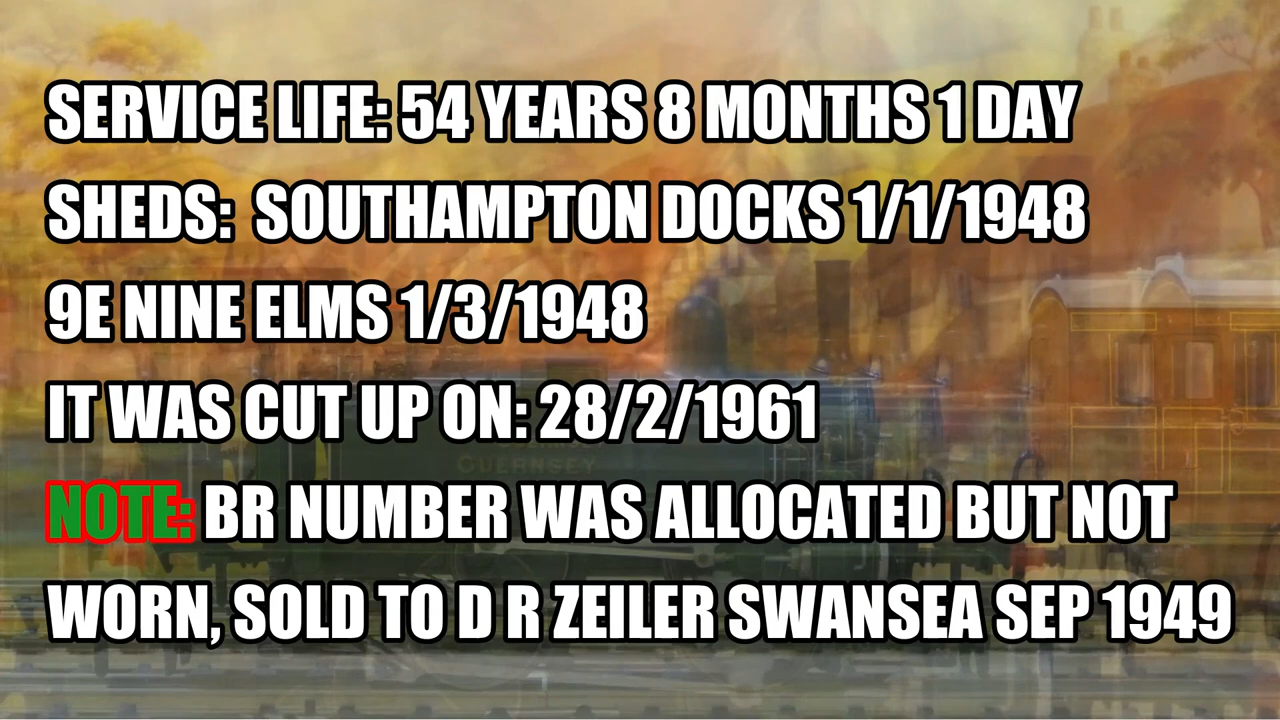 SERVICE LIFE: 54 YEARS 8 MONTHS 1 DAY
SHEDS: SOUTHAMPTON DOCKS 1/1/1948
9E NINE ELMS 1/3/1948
IT WAS CUT UP ON: 28/2/1961
GUERNSEY
NOTE: BR NUMBER WAS ALLOCATED BUT NOT
WORN, SOLD TO D R ZEILER SWANSEA SEP 1949